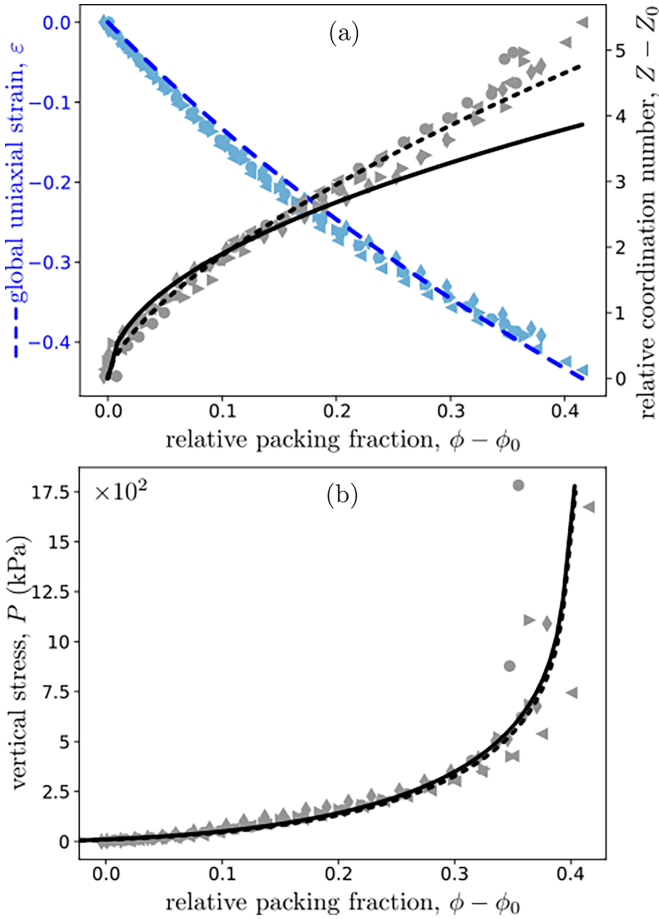 (a)
0.0
−0.1
−0.2
−0.3
−0.4
global uniaxial strain, ε
5
4
3
2
1
0
relative coordination number, Z − Z₀
0.0 0.1 0.2 0.3 0.4
relative packing fraction, ϕ − ϕ₀
×10²
(b)
17.5
15
12.5
10
7.5
5
2.5
0
vertical stress, P (kPa)
0.0 0.1 0.2 0.3 0.4
relative packing fraction, ϕ − ϕ₀